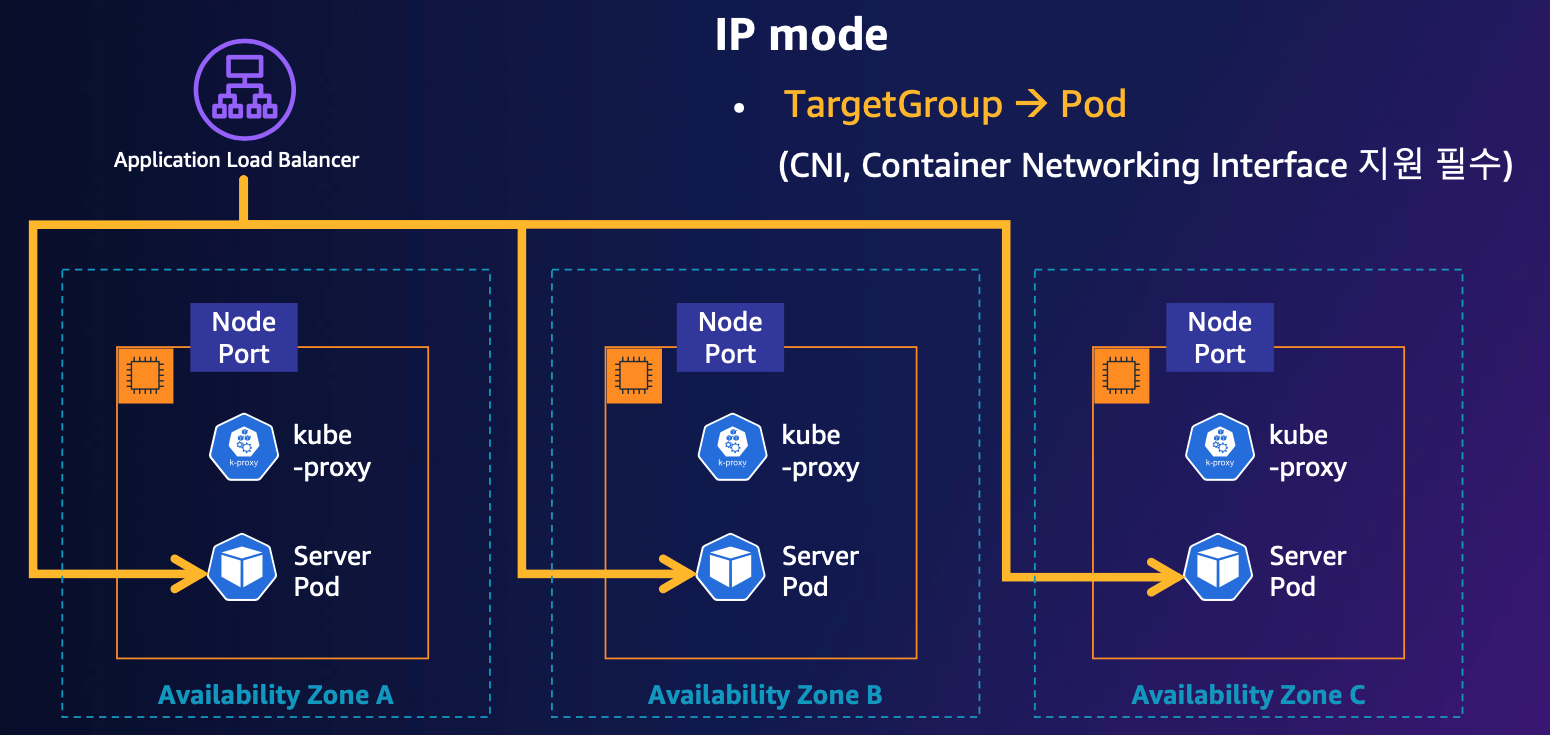 IP mode
• TargetGroup → Pod
(CNI, Container Networking Interface 지원 필수)
Application Load Balancer
Node
Port
k-proxy
kube
-proxy
Server
Pod
Availability Zone A
Node
Port
k-proxy
kube
-proxy
Server
Pod
Availability Zone B
Node
Port
k-proxy
kube
-proxy
Server
Pod
Availability Zone C